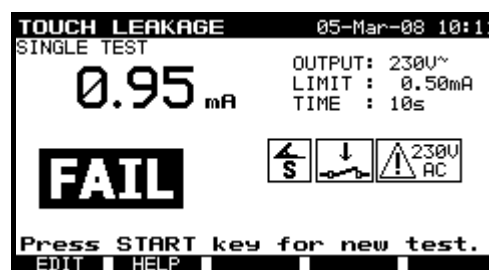 TOUCH LEAKAGE 05-Mar-08 10:11
SINGLE TEST
OUTPUT: 230V~
0.95 mA
LIMIT : 0.50mA
TIME : 10s
FAIL
S
230V
AC
Press START key for new test.
EDIT HELP